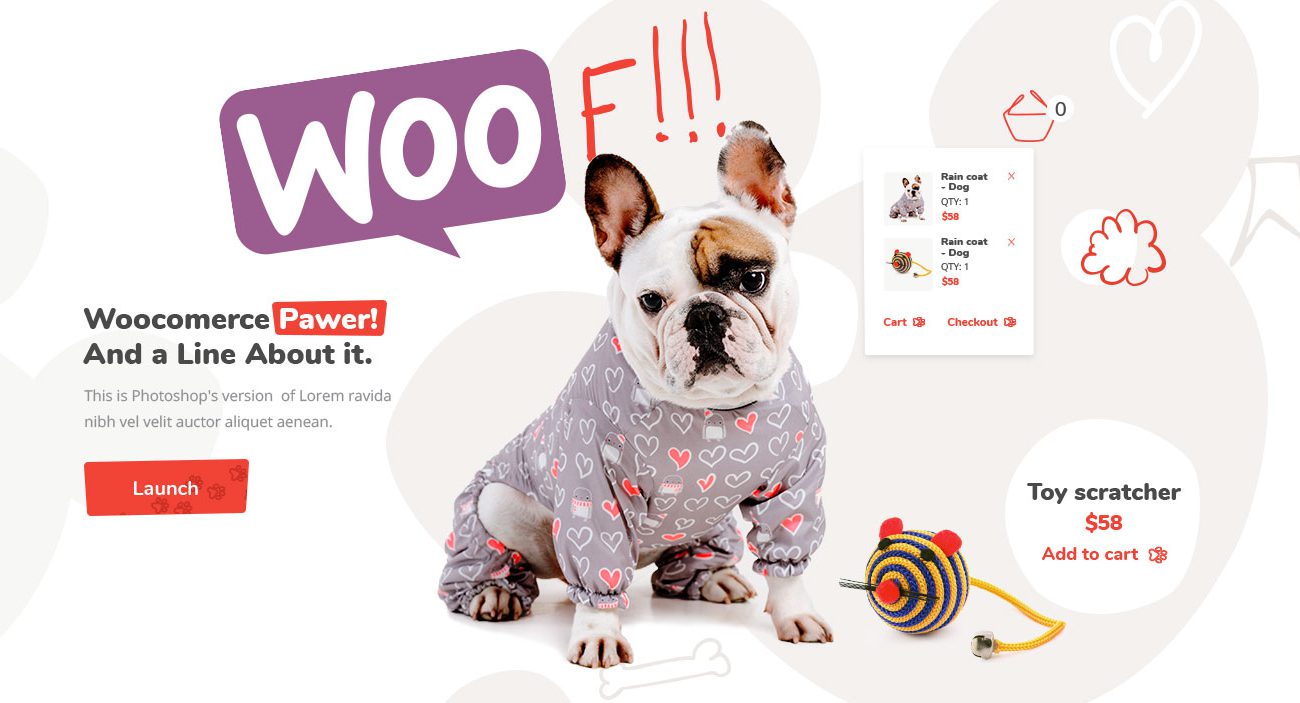 WOO F!!!
0
Rain coat
- Dog
QTY: 1
$58
Rain coat
- Dog
QTY: 1
$58
Cart Checkout
Woocomerce Pawer!
And a Line About it.
This is Photoshop's version of Lorem ravida
nibh vel velit auctor aliquet aenean.
Launch
Toy scratcher
$58
Add to cart